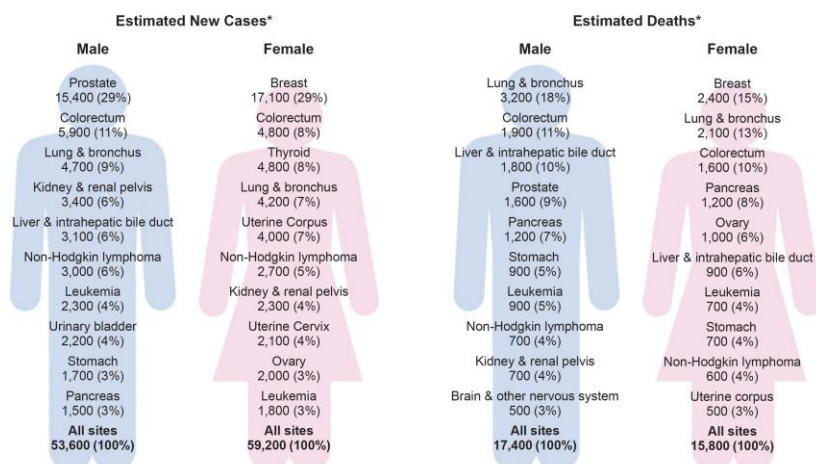 Estimated New Cases*
Male
Prostate
15,400 (29%)
Colorectum
5,900 (11%)
Lung & bronchus
4,700 (9%)
Kidney & renal pelvis
3,400 (6%)
Liver & intrahepatic bile duct
3,100 (6%)
Non-Hodgkin lymphoma
3,000 (6%)
Leukemia
2,300 (4%)
Urinary bladder
2,200 (4%)
Stomach
1,700 (3%)
Pancreas
1,500 (3%)
All sites
53,600 (100%)
Female
Breast
17,100 (29%)
Colorectum
4,800 (8%)
Thyroid
4,800 (8%)
Lung & bronchus
4,200 (7%)
Uterine Corpus
4,000 (7%)
Non-Hodgkin lymphoma
2,700 (5%)
Kidney & renal pelvis
2,300 (4%)
Uterine Cervix
2,100 (4%)
Ovary
2,000 (3%)
Leukemia
1,800 (3%)
All sites
59,200 (100%)
Estimated Deaths*
Male
Lung & bronchus
3,200 (18%)
Colorectum
1,900 (11%)
Liver & intrahepatic bile duct
1,800 (10%)
Prostate
1,600 (9%)
Pancreas
1,200 (7%)
Stomach
900 (5%)
Leukemia
900 (5%)
Non-Hodgkin lymphoma
700 (4%)
Kidney & renal pelvis
700 (4%)
Brain & other nervous system
500 (3%)
All sites
17,400 (100%)
Female
Breast
2,400 (15%)
Lung & bronchus
2,100 (13%)
Colorectum
1,600 (10%)
Pancreas
1,200 (8%)
Ovary
1,000 (6%)
Liver & intrahepatic bile duct
900 (6%)
Leukemia
700 (4%)
Stomach
700 (4%)
Non-Hodgkin lymphoma
600 (4%)
Uterine corpus
500 (3%)
All sites
15,800 (100%)